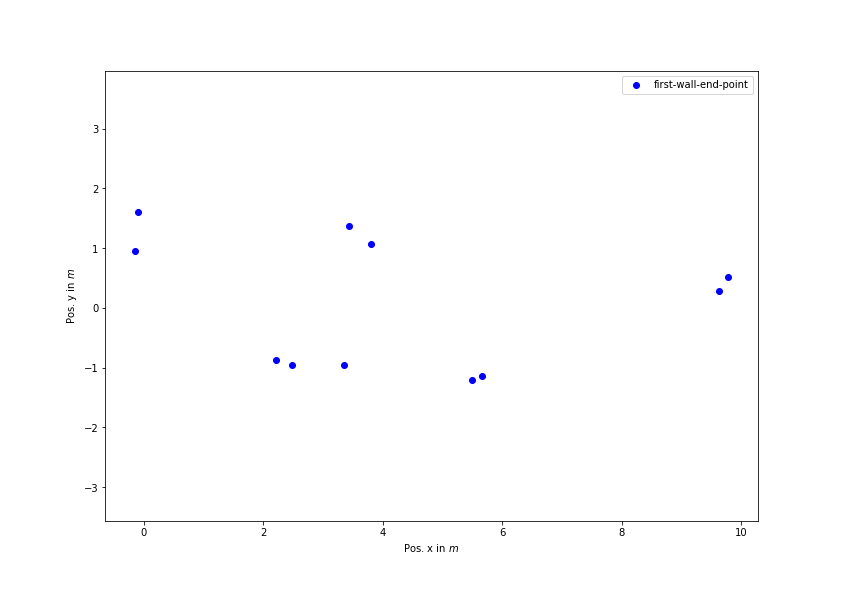 first-wall-end-point
3
2
1
0
−1
−2
−3
Pos. y in m
0 2 4 6 8 10
Pos. x in m